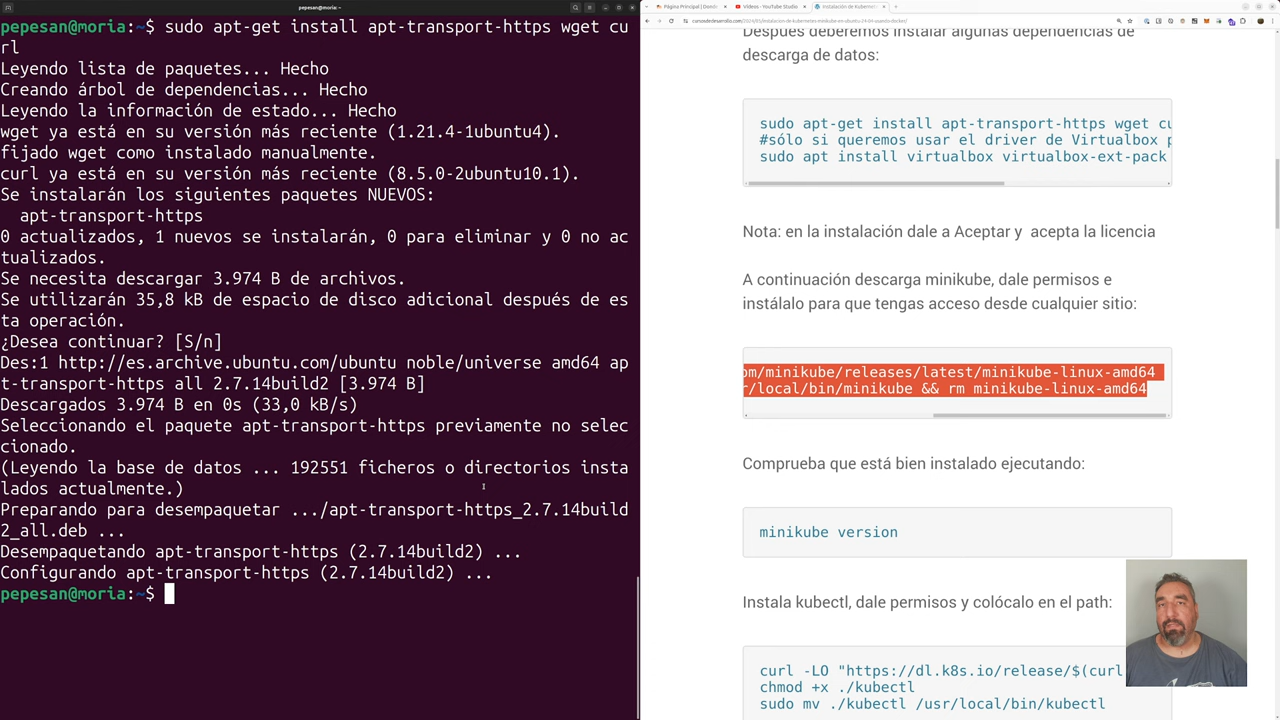 pepesan@moria: ~
pepesan@moria:~$ sudo apt-get install apt-transport-https wget cu
rl
Leyendo lista de paquetes... Hecho
Creando árbol de dependencias... Hecho
Leyendo la información de estado... Hecho
wget ya está en su versión más reciente (1.21.4-1ubuntu4).
fijado wget como instalado manualmente.
curl ya está en su versión más reciente (8.5.0-2ubuntu10.1).
Se instalarán los siguientes paquetes NUEVOS:
apt-transport-https
0 actualizados, 1 nuevos se instalarán, 0 para eliminar y 0 no ac
tualizados.
Se necesita descargar 3.974 B de archivos.
Se utilizarán 35,8 kB de espacio de disco adicional después de es
ta operación.
¿Desea continuar? [S/n]
Des:1 http://es.archive.ubuntu.com/ubuntu noble/universe amd64 ap
t-transport-https all 2.7.14build2 [3.974 B]
Descargados 3.974 B en 0s (33,0 kB/s)
Seleccionando el paquete apt-transport-https previamente no selec
cionado.
(Leyendo la base de datos ... 192551 ficheros o directorios insta
lados actualmente.)
Preparando para desempaquetar .../apt-transport-https_2.7.14build
2_all.deb ...
Desempaquetando apt-transport-https (2.7.14build2) ...
Configurando apt-transport-https (2.7.14build2) ...
pepesan@moria:~$
Página Principal | Dond
Vídeos - YouTube Studio
Instalación de Kubernet
Después deberemos instalar algunas dependencias de
descarga de datos:
sudo apt-get install apt-transport-https wget cu
#sólo si queremos usar el driver de Virtualbox p
sudo apt install virtualbox virtualbox-ext-pack
Nota: en la instalación dale a Aceptar y acepta la licencia
A continuación descarga minikube, dale permisos e
instálalo para que tengas acceso desde cualquier sitio:
om/minikube/releases/latest/minikube-linux-amd64
r/local/bin/minikube && rm minikube-linux-amd64
Comprueba que está bien instalado ejecutando:
minikube version
Instala kubectl, dale permisos y colócalo en el path:
curl -LO "https://dl.k8s.io/release/$(curl
chmod +x ./kubectl
sudo mv ./kubectl /usr/local/bin/kubectl